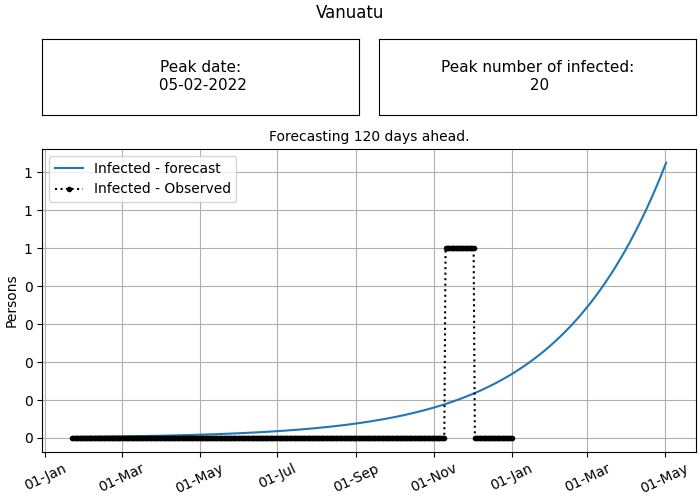 Vanuatu
Peak date:
05-02-2022
Peak number of infected:
20
Forecasting 120 days ahead.
Infected - forecast
Infected - Observed
1
1
1
0
0
0
0
0
Persons
01-Jan
01-Mar
01-May
01-Jul
01-Sep
01-Nov
01-Jan
01-Mar
01-May